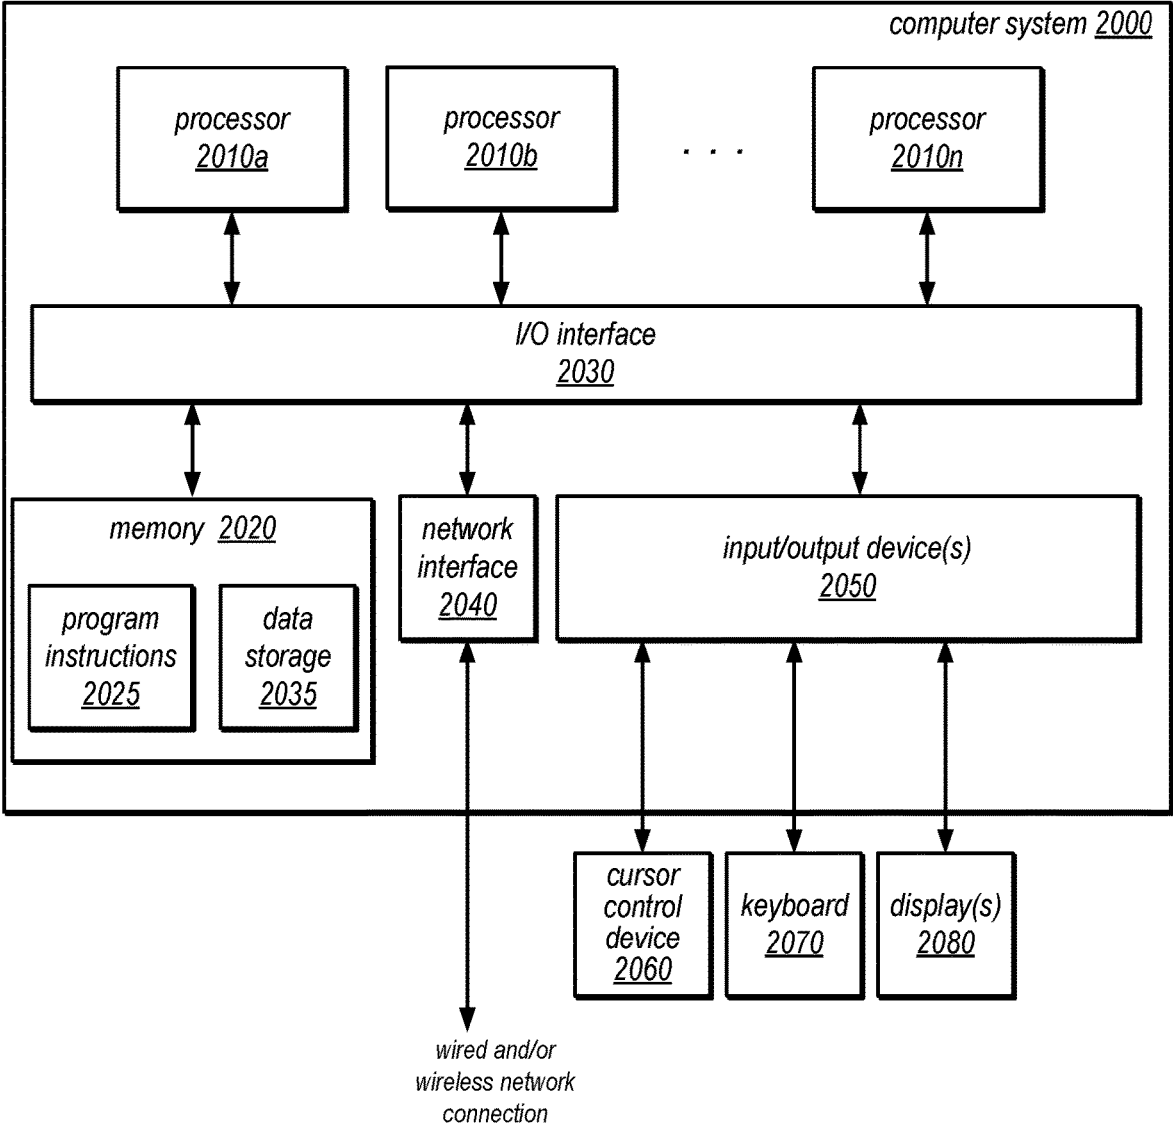 computer system 2000
processor
2010a
processor
2010b
. . .
processor
2010n
I/O interface
2030
memory 2020
program
instructions
2025
data
storage
2035
network
interface
2040
input/output device(s)
2050
cursor
control
device
2060
keyboard
2070
display(s)
2080
wired and/or
wireless network
connection